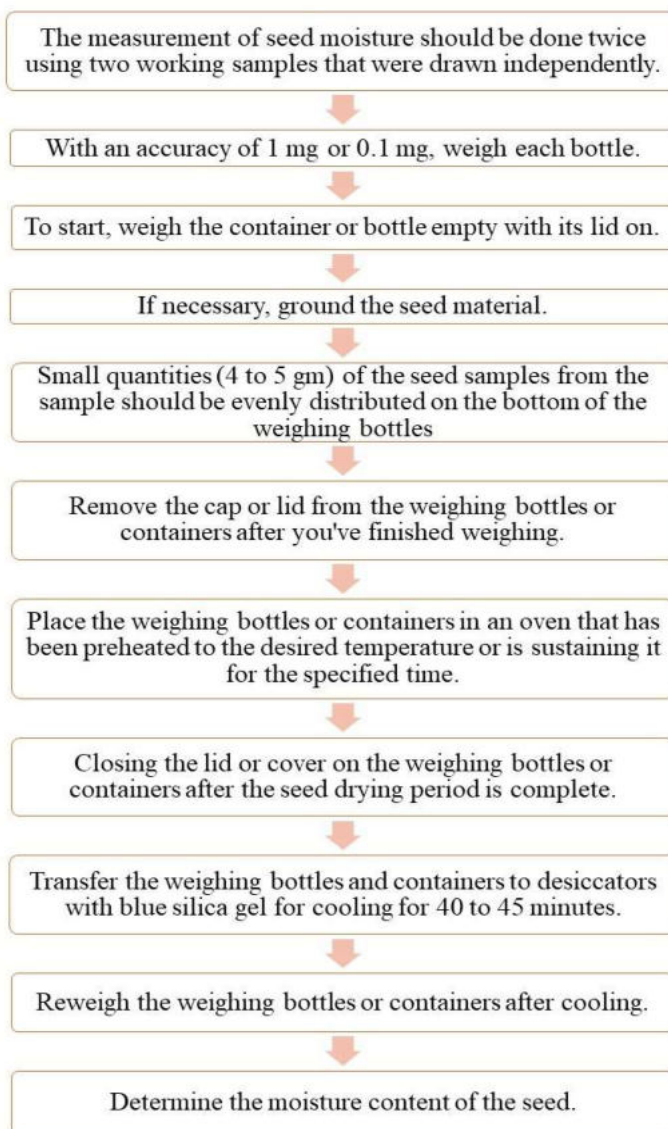 The measurement of seed moisture should be done twice
using two working samples that were drawn independently.
With an accuracy of 1 mg or 0.1 mg, weigh each bottle.
To start, weigh the container or bottle empty with its lid on.
If necessary, ground the seed material.
Small quantities (4 to 5 gm) of the seed samples from the
sample should be evenly distributed on the bottom of the
weighing bottles
Remove the cap or lid from the weighing bottles or
containers after you've finished weighing.
Place the weighing bottles or containers in an oven that has
been preheated to the desired temperature or is sustaining it
for the specified time.
Closing the lid or cover on the weighing bottles or
containers after the seed drying period is complete.
Transfer the weighing bottles and containers to desiccators
with blue silica gel for cooling for 40 to 45 minutes.
Reweigh the weighing bottles or containers after cooling.
Determine the moisture content of the seed.